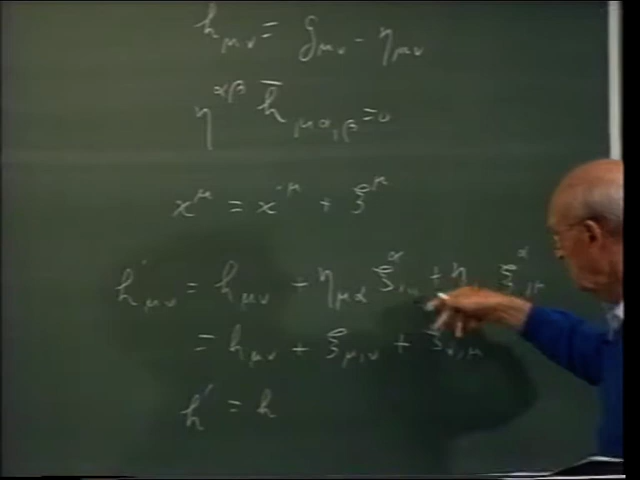 h_{μν} = g_{μν} - η_{μν}
η^{αβ} h̄_{μα,β} = 0
x^μ = x'^μ + ξ^μ
h'_{μν} = h_{μν} + η_{μα} ξ^α_{,ν} + η ξ^α_{,μ}
= h_{μν} + ξ_{μ,ν} + ξ_{ν,μ}
h' = h